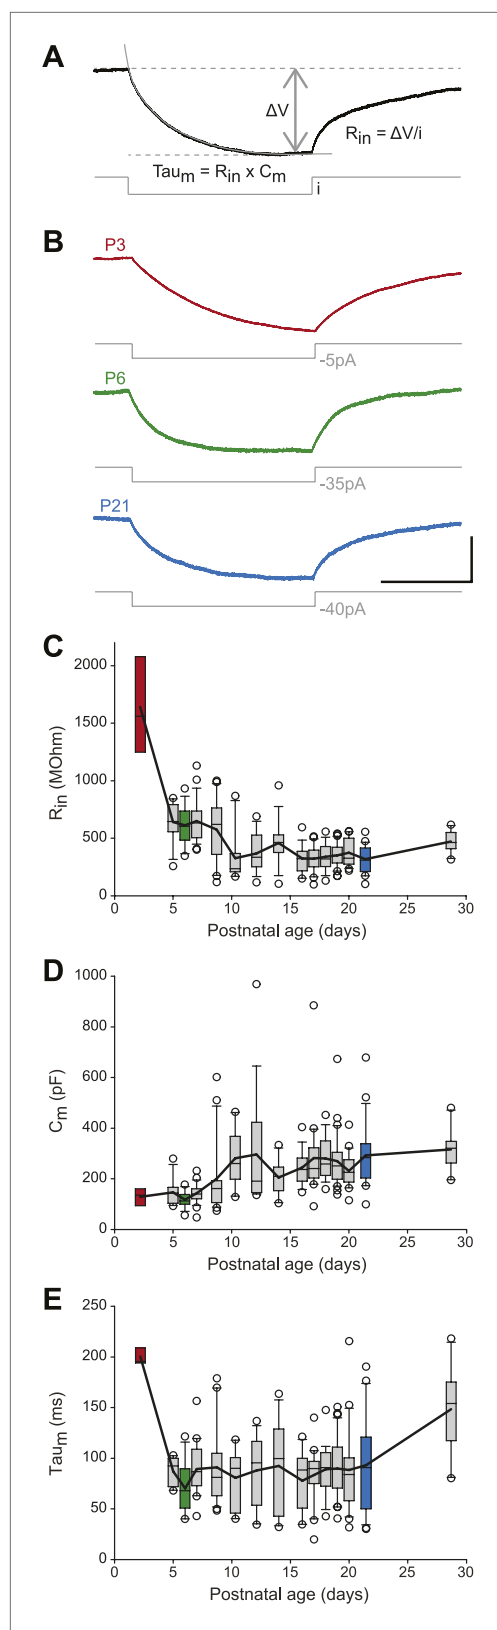 A
ΔV
R_in = ΔV/i
Tau_m = R_in x C_m
i
B
P3
-5pA
P6
-35pA
P21
-40pA
C
2000
1500
1000
500
0
R_in (MOhm)
0 5 10 15 20 25 30
Postnatal age (days)
D
1000
800
600
400
200
0
C_m (pF)
0 5 10 15 20 25 30
Postnatal age (days)
E
250
200
150
100
50
0
Tau_m (ms)
0 5 10 15 20 25 30
Postnatal age (days)